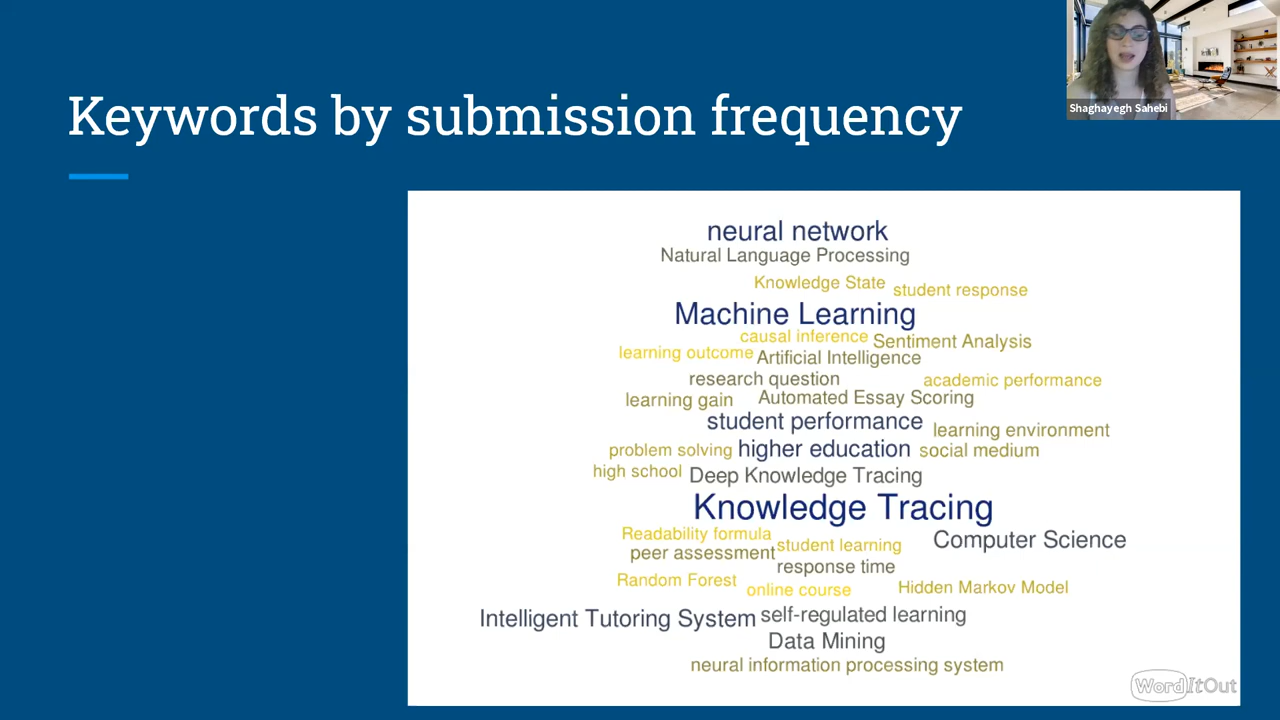 Shaghayegh Sahebi
Keywords by submission frequency
neural network
Natural Language Processing
Knowledge State
student response
Machine Learning
causal inference
Sentiment Analysis
learning outcome
Artificial Intelligence
research question
academic performance
learning gain
Automated Essay Scoring
student performance
learning environment
problem solving
higher education
social medium
high school
Deep Knowledge Tracing
Knowledge Tracing
Readability formula
Computer Science
peer assessment
student learning
response time
Random Forest
online course
Hidden Markov Model
Intelligent Tutoring System
self-regulated learning
Data Mining
neural information processing system
WordItOut